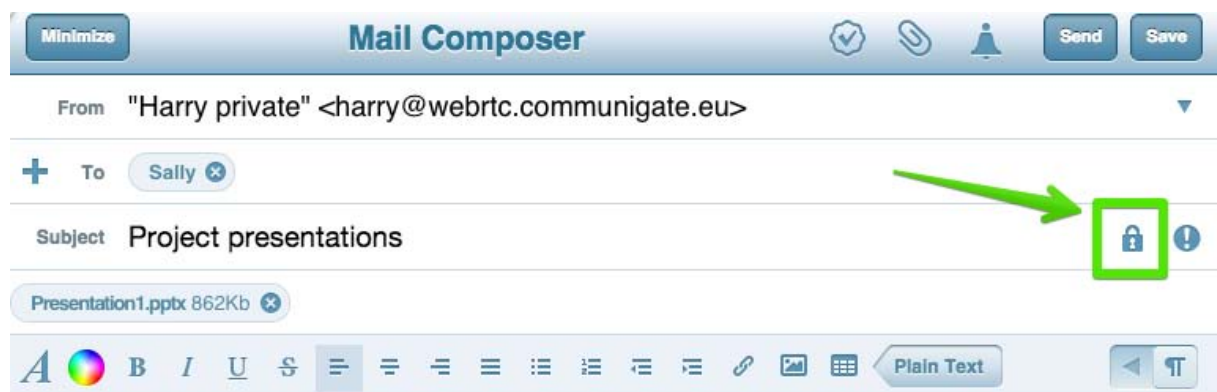 Minimize Mail Composer Send Save
From "Harry private" <harry@webrtc.communigate.eu>
To Sally
Subject Project presentations
Presentation1.pptx 862Kb
A B I U S Plain Text ¶